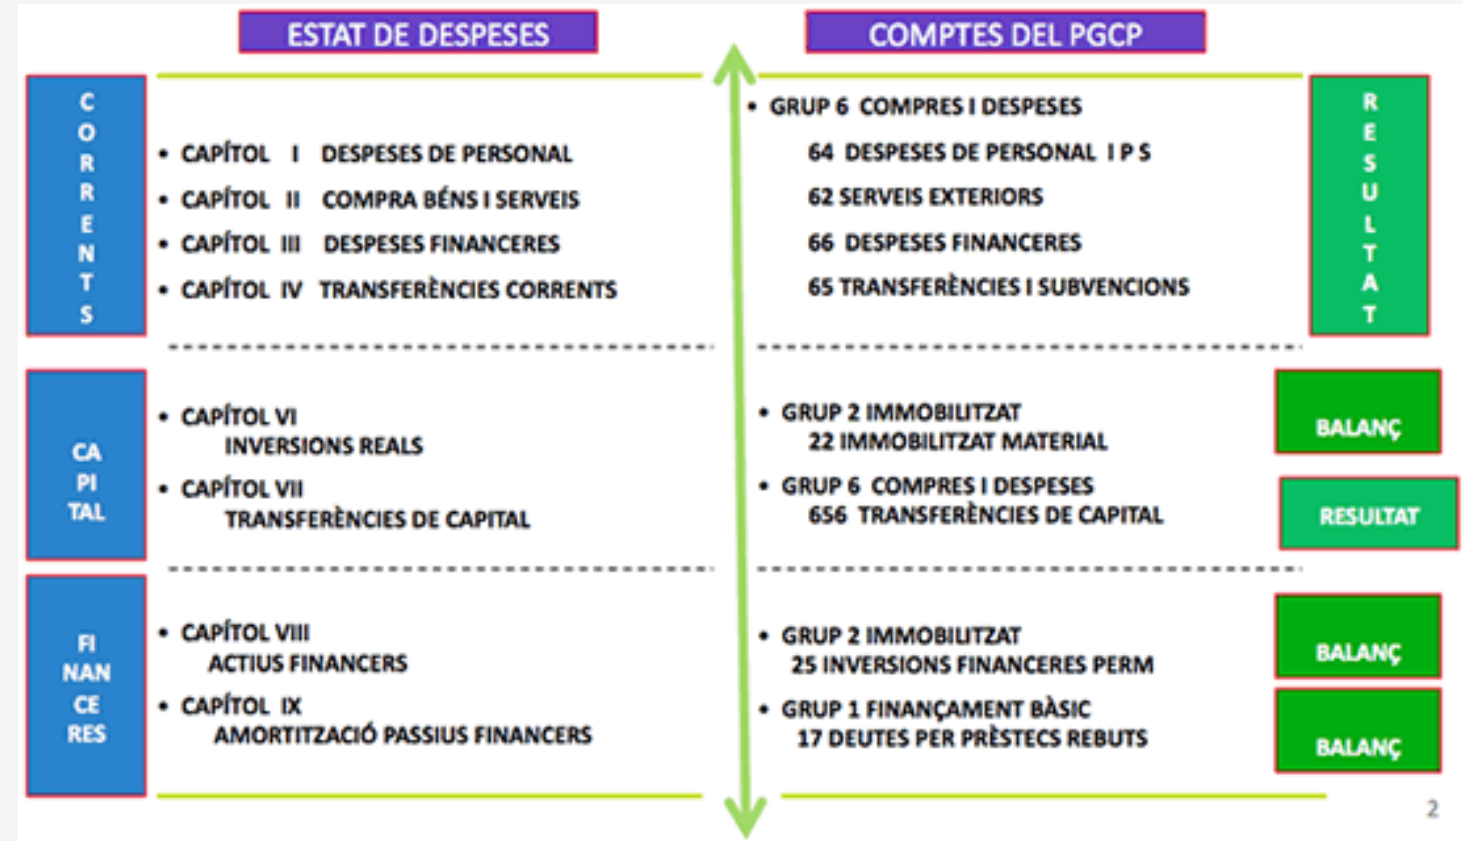 ESTAT DE DESPESES
COMPTES DEL PGCP
CORRENTS
• CAPÍTOL I DESPESES DE PERSONAL
• CAPÍTOL II COMPRA BÉNS I SERVEIS
• CAPÍTOL III DESPESES FINANCERES
• CAPÍTOL IV TRANSFERÈNCIES CORRENTS
• GRUP 6 COMPRES I DESPESES
64 DESPESES DE PERSONAL I P S
62 SERVEIS EXTERIORS
66 DESPESES FINANCERES
65 TRANSFERÈNCIES I SUBVENCIONS
RESULTAT
CA
PI
TAL
• CAPÍTOL VI
INVERSIONS REALS
• CAPÍTOL VII
TRANSFERÈNCIES DE CAPITAL
• GRUP 2 IMMOBILITZAT
22 IMMOBILITZAT MATERIAL
• GRUP 6 COMPRES I DESPESES
656 TRANSFERÈNCIES DE CAPITAL
BALANÇ
RESULTAT
FI
NAN
CE
RES
• CAPÍTOL VIII
ACTIUS FINANCERS
• CAPÍTOL IX
AMORTITZACIÓ PASSIUS FINANCERS
• GRUP 2 IMMOBILITZAT
25 INVERSIONS FINANCERES PERM
• GRUP 1 FINANÇAMENT BÀSIC
17 DEUTES PER PRÈSTECS REBUTS
BALANÇ
BALANÇ
2